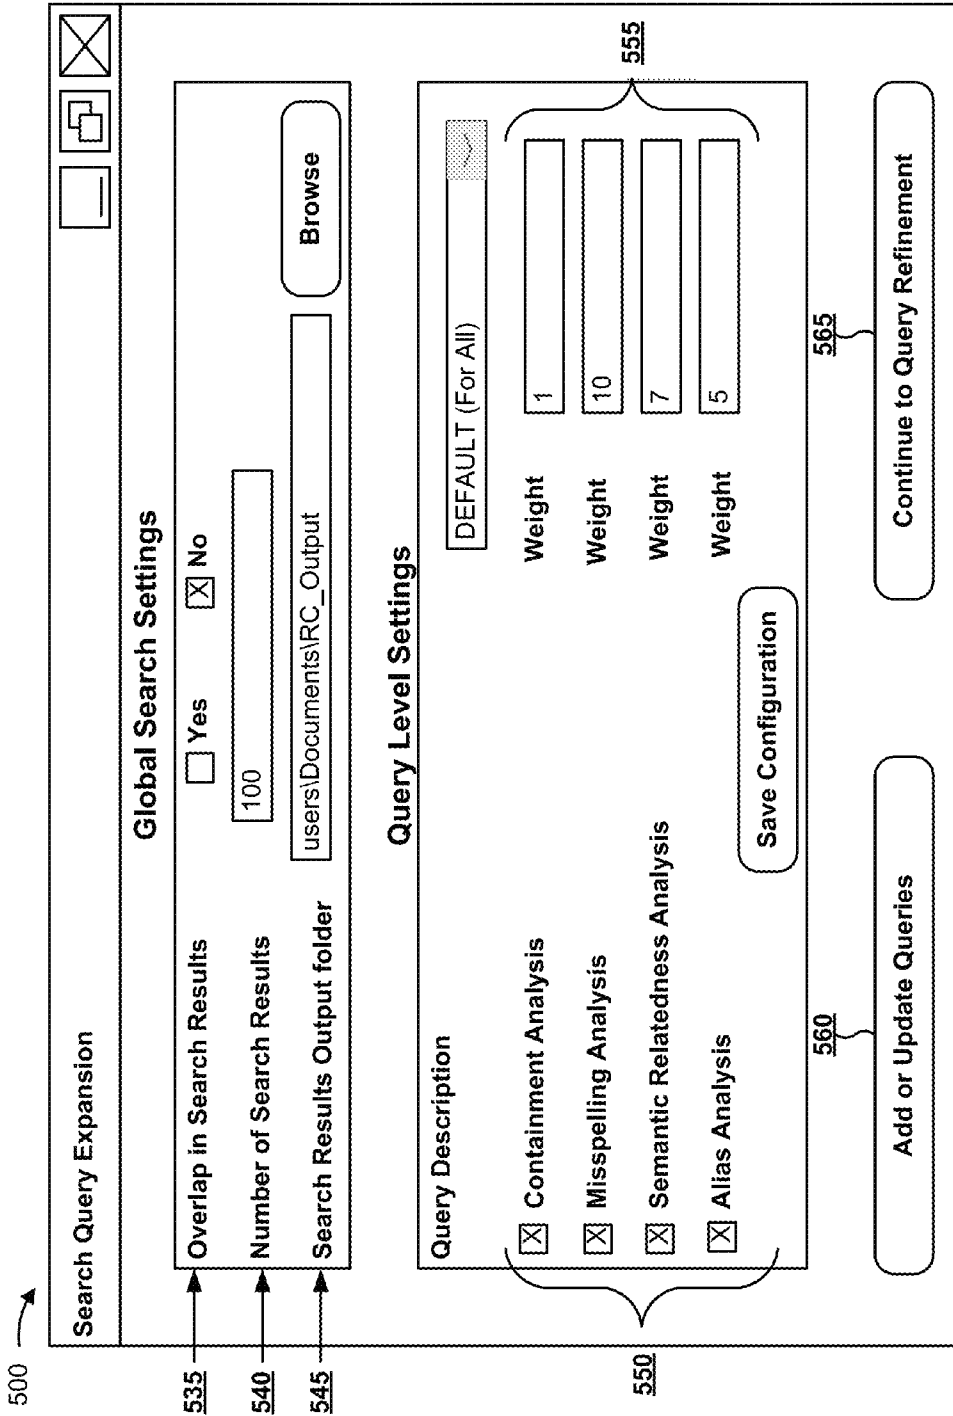 500
Search Query Expansion
Global Search Settings
535 Overlap in Search Results Yes X No
540 Number of Search Results 100
545 Search Results Output folder users\Documents\RC_Output Browse
Query Level Settings
Query Description DEFAULT (For All)
X Containment Analysis Weight 1
X Misspelling Analysis Weight 10
X Semantic Relatedness Analysis Weight 7
X Alias Analysis Weight 5
550
555
Save Configuration
560
565
Add or Update Queries
Continue to Query Refinement